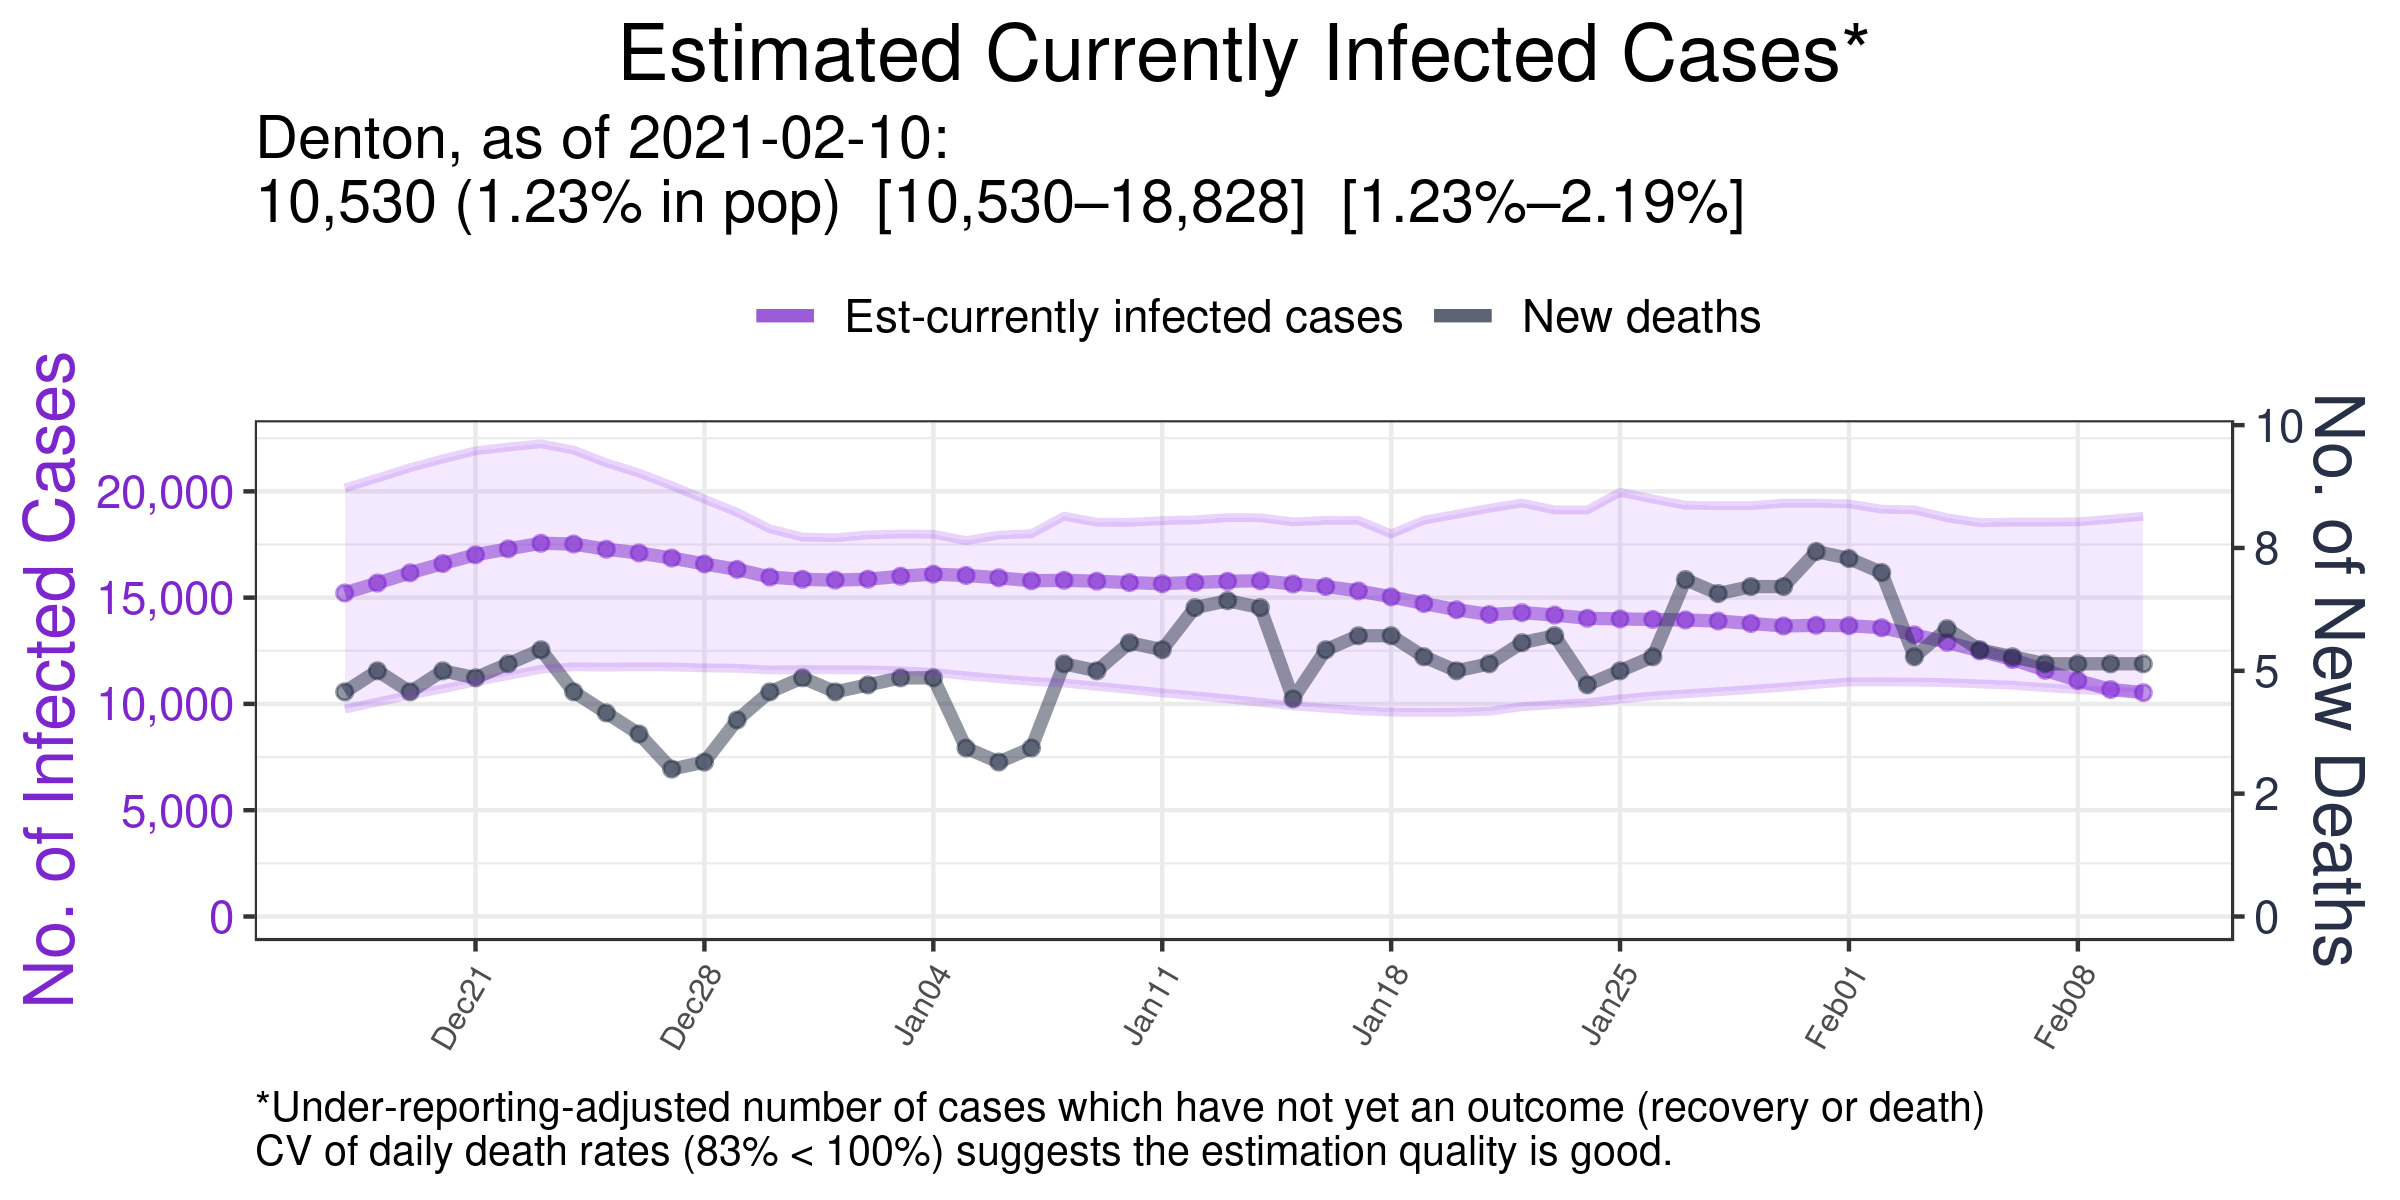 Estimated Currently Infected Cases*
Denton, as of 2021-02-10:
10,530 (1.23% in pop)  [10,530–18,828]  [1.23%–2.19%]
Est-currently infected cases
New deaths
No. of Infected Cases
20,000
15,000
10,000
5,000
0
10
8
5
2
0
No. of New Deaths
Dec21
Dec28
Jan04
Jan11
Jan18
Jan25
Feb01
Feb08
*Under-reporting-adjusted number of cases which have not yet an outcome (recovery or death)
CV of daily death rates (83% < 100%) suggests the estimation quality is good.